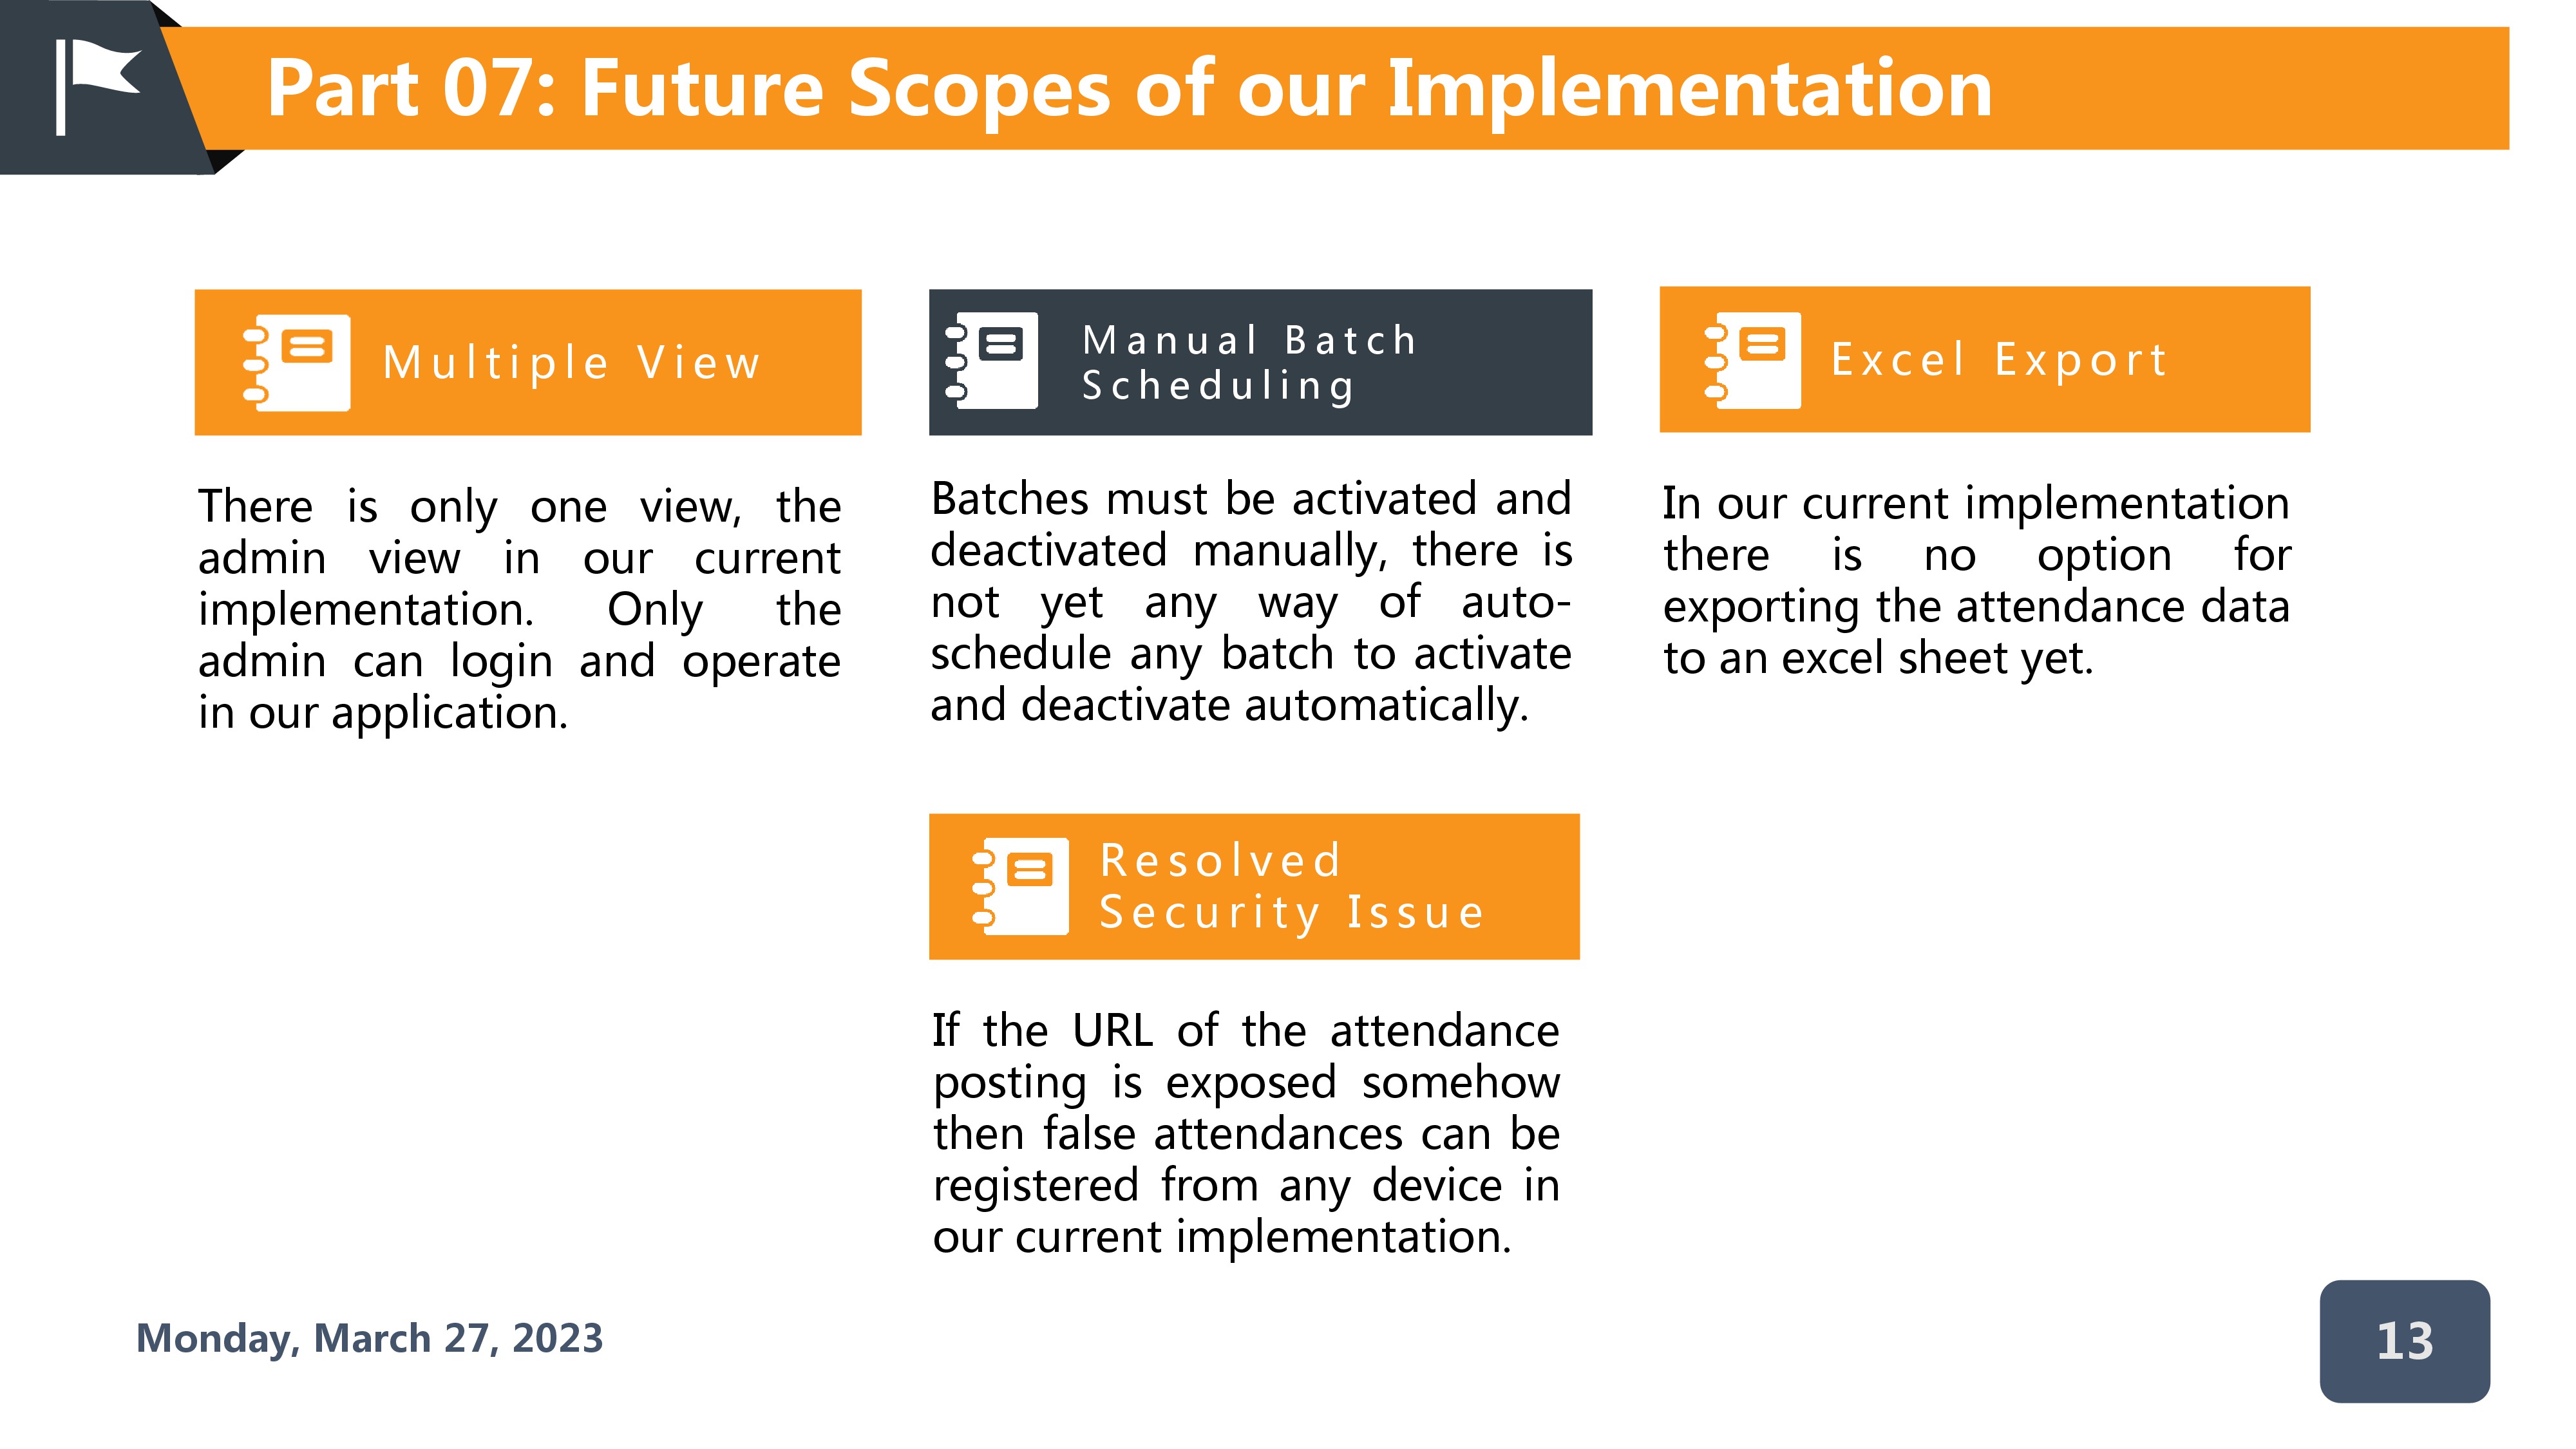 Part 07: Future Scopes of our Implementation
Multiple View
There is only one view, the
admin view in our current
implementation. Only the
admin can login and operate
in our application.
Manual Batch
Scheduling
Batches must be activated and
deactivated manually, there is
not yet any way of auto-
schedule any batch to activate
and deactivate automatically.
Excel Export
In our current implementation
there is no option for
exporting the attendance data
to an excel sheet yet.
Resolved
Security Issue
If the URL of the attendance
posting is exposed somehow
then false attendances can be
registered from any device in
our current implementation.
Monday, March 27, 2023
13